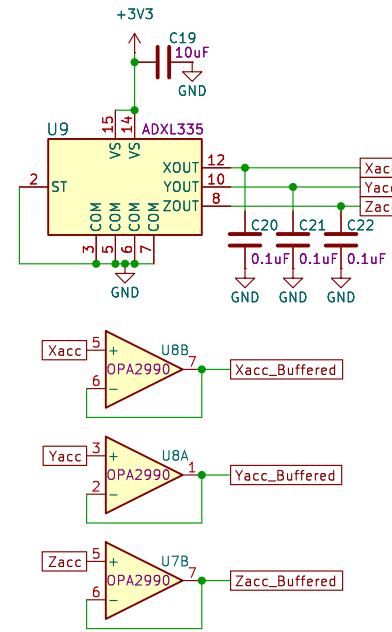 +3V3
C19
10uF
GND
15
14
U9
ADXL335
VS
VS
2
ST
XOUT
12
Xac
YOUT
10
Yac
ZOUT
8
Zac
COM
COM
COM
COM
3
5
6
7
GND
C20
C21
C22
0.1uF
0.1uF
0.1uF
GND
GND
GND
Xacc
5
+
U8B
OPA2990
7
Xacc_Buffered
6
−
Yacc
3
+
U8A
OPA2990
1
Yacc_Buffered
2
−
Zacc
5
+
U7B
OPA2990
7
Zacc_Buffered
6
−